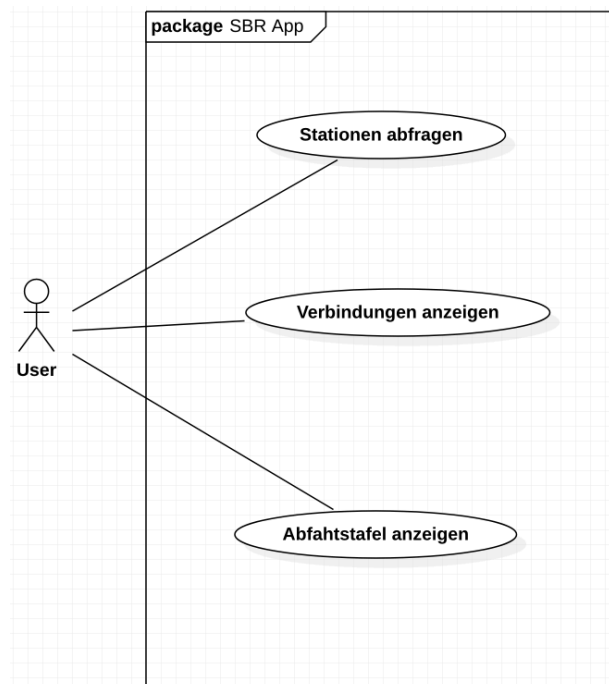 package SBR App
Stationen abfragen
Verbindungen anzeigen
User
Abfahtstafel anzeigen